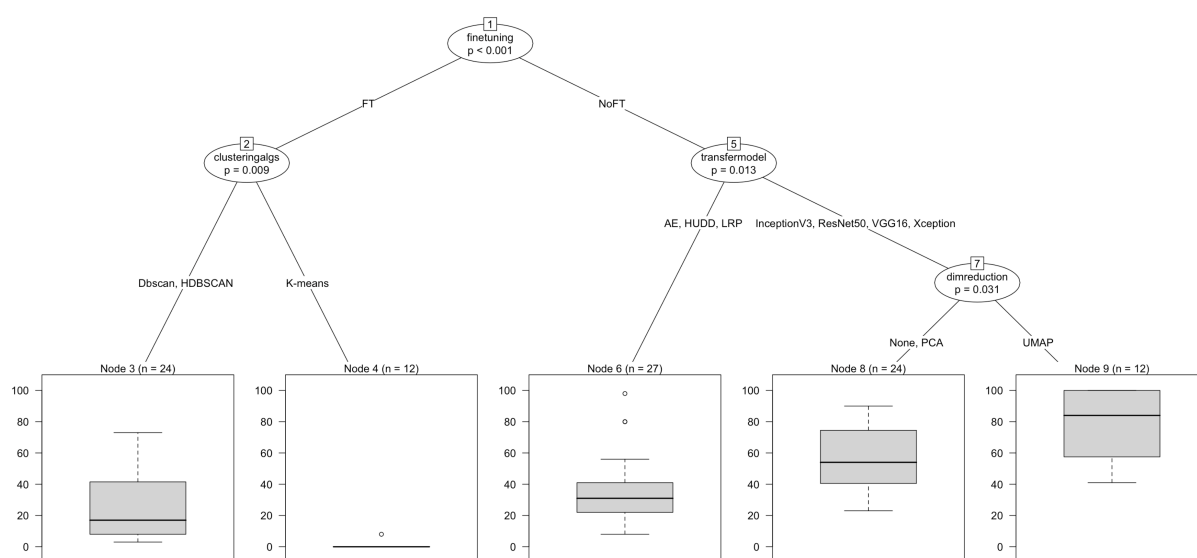 1
finetuning
p < 0.001
FT
NoFT
2
clusteringalgs
p = 0.009
5
transfermodel
p = 0.013
AE, HUDD, LRP
InceptionV3, ResNet50, VGG16, Xception
Dbscan, HDBSCAN
K-means
7
dimreduction
p = 0.031
None, PCA
UMAP
Node 3 (n = 24)
100
80
60
40
20
0
Node 4 (n = 12)
100
80
60
40
20
0
Node 6 (n = 27)
100
80
60
40
20
0
Node 8 (n = 24)
100
80
60
40
20
0
Node 9 (n = 12)
100
80
60
40
20
0